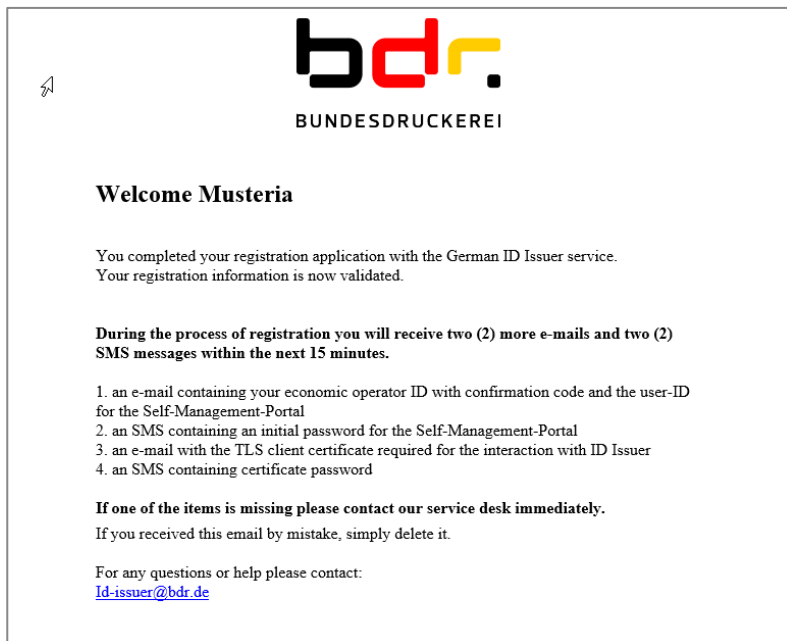 bdr.
BUNDESDRUCKEREI
Welcome Musteria
You completed your registration application with the German ID Issuer service.
Your registration information is now validated.
During the process of registration you will receive two (2) more e-mails and two (2)
SMS messages within the next 15 minutes.
1. an e-mail containing your economic operator ID with confirmation code and the user-ID
for the Self-Management-Portal
2. an SMS containing an initial password for the Self-Management-Portal
3. an e-mail with the TLS client certificate required for the interaction with ID Issuer
4. an SMS containing certificate password
If one of the items is missing please contact our service desk immediately.
If you received this email by mistake, simply delete it.
For any questions or help please contact:
Id-issuer@bdr.de